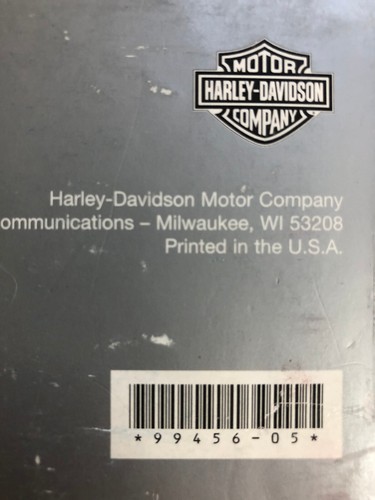 MOTOR
HARLEY-DAVIDSON
COMPANY
Harley-Davidson Motor Company
ommunications – Milwaukee, WI 53208
Printed in the U.S.A.
*99456-05*